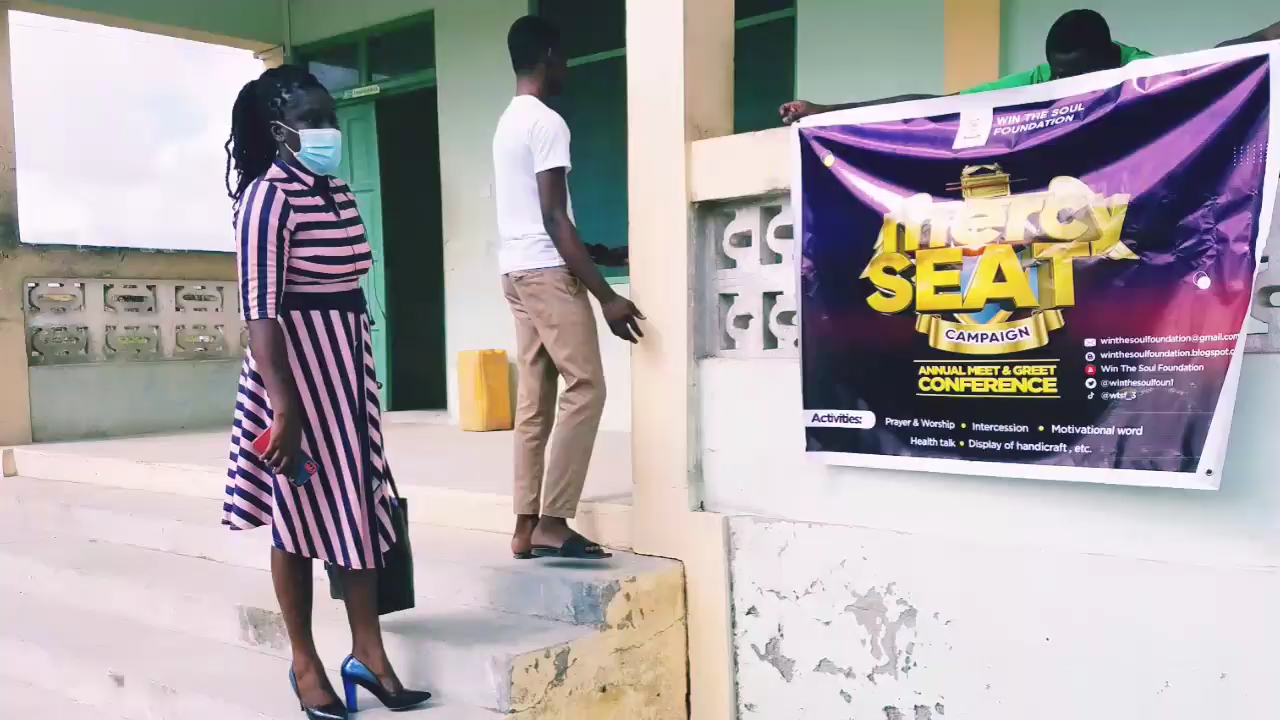 WIN THE SOUL
FOUNDATION
mercy
SEAT
CAMPAIGN
ANNUAL MEET & GREET
CONFERENCE
winthesoulfoundation@gmail.com
winthesoulfoundation.blogspot.c
Win The Soul Foundation
@winthesoulfoun1
@wtsf_3
Activities:
Prayer & Worship • Intercession • Motivational word
Health talk • Display of handicraft , etc.